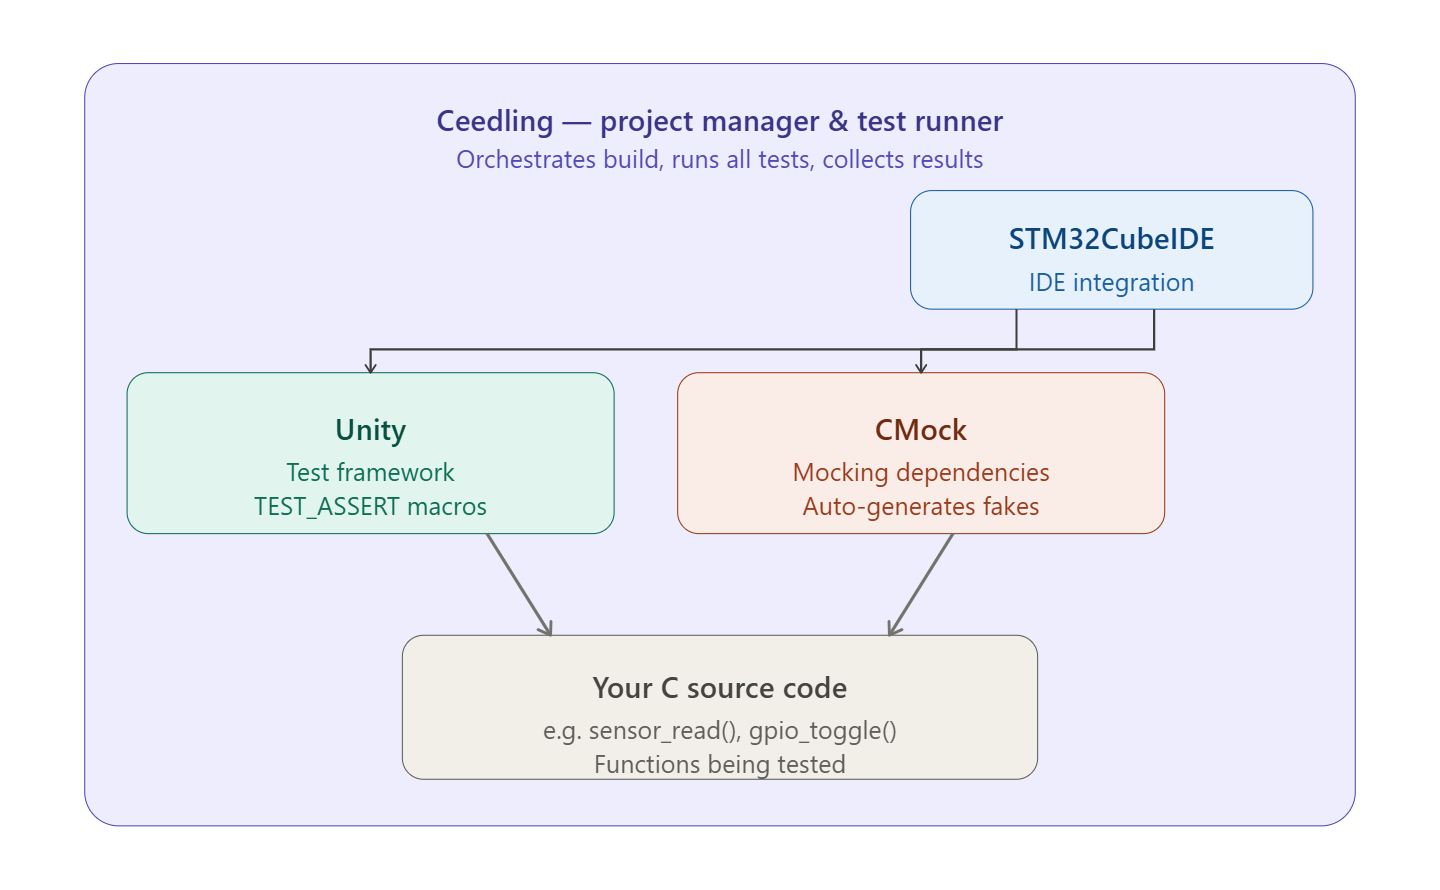 Ceedling — project manager & test runner
Orchestrates build, runs all tests, collects results
STM32CubeIDE
IDE integration
Unity
Test framework
TEST_ASSERT macros
CMock
Mocking dependencies
Auto-generates fakes
Your C source code
e.g. sensor_read(), gpio_toggle()
Functions being tested